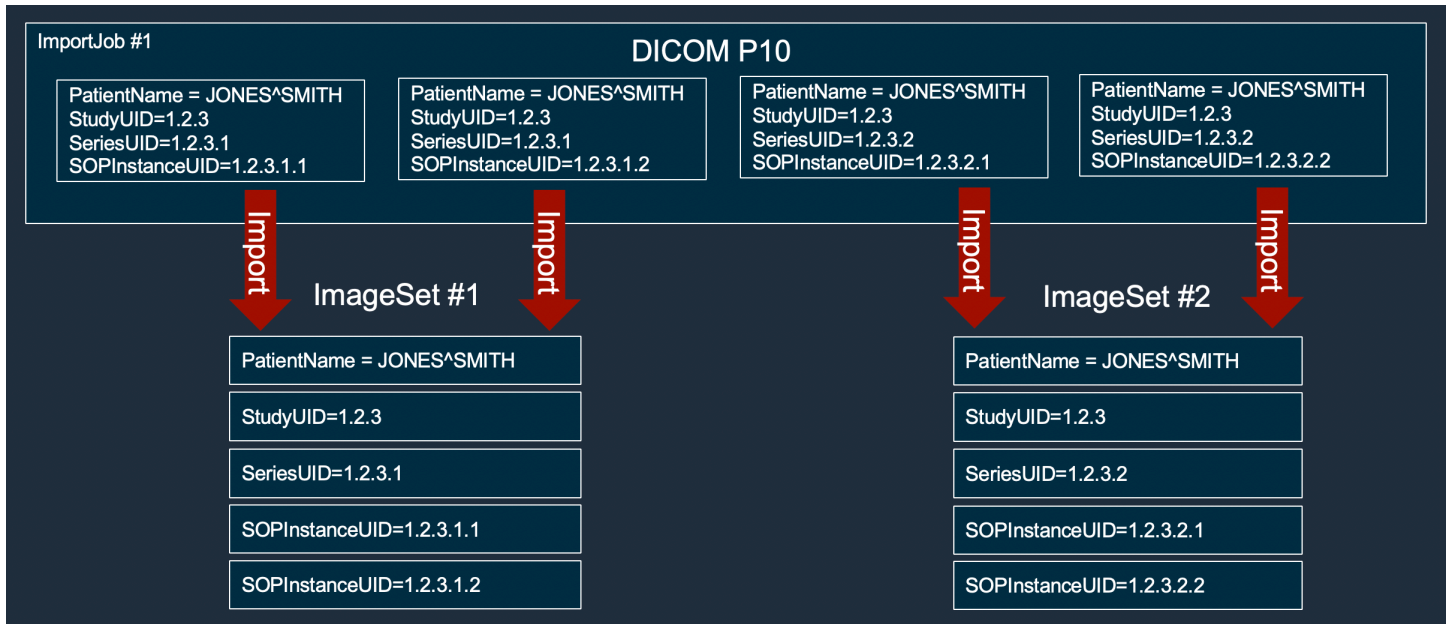 ImportJob #1
DICOM P10
PatientName = JONES^SMITH
StudyUID=1.2.3
SeriesUID=1.2.3.1
SOPInstanceUID=1.2.3.1.1
PatientName = JONES^SMITH
StudyUID=1.2.3
SeriesUID=1.2.3.1
SOPInstanceUID=1.2.3.1.2
PatientName = JONES^SMITH
StudyUID=1.2.3
SeriesUID=1.2.3.2
SOPInstanceUID=1.2.3.2.1
PatientName = JONES^SMITH
StudyUID=1.2.3
SeriesUID=1.2.3.2
SOPInstanceUID=1.2.3.2.2
Import
Import
Import
Import
ImageSet #1
PatientName = JONES^SMITH
StudyUID=1.2.3
SeriesUID=1.2.3.1
SOPInstanceUID=1.2.3.1.1
SOPInstanceUID=1.2.3.1.2
ImageSet #2
PatientName = JONES^SMITH
StudyUID=1.2.3
SeriesUID=1.2.3.2
SOPInstanceUID=1.2.3.2.1
SOPInstanceUID=1.2.3.2.2